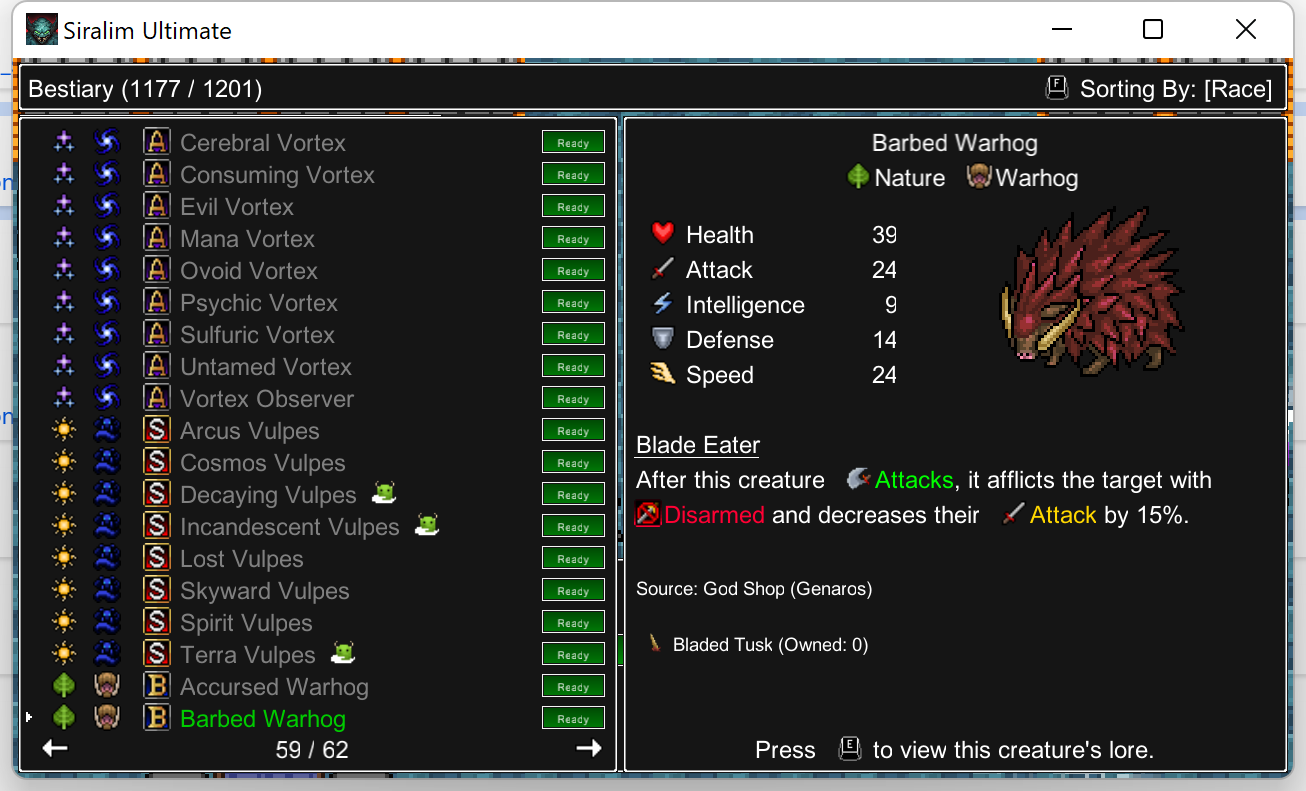 Siralim Ultimate
Bestiary (1177 / 1201)
F Sorting By: [Race]
A Cerebral Vortex Ready
A Consuming Vortex Ready
A Evil Vortex Ready
A Mana Vortex Ready
A Ovoid Vortex Ready
A Psychic Vortex Ready
A Sulfuric Vortex Ready
A Untamed Vortex Ready
A Vortex Observer Ready
S Arcus Vulpes Ready
S Cosmos Vulpes Ready
S Decaying Vulpes Ready
S Incandescent Vulpes Ready
S Lost Vulpes Ready
S Skyward Vulpes Ready
S Spirit Vulpes Ready
S Terra Vulpes Ready
B Accursed Warhog Ready
B Barbed Warhog Ready
59 / 62
Barbed Warhog
Nature Warhog
Health 39
Attack 24
Intelligence 9
Defense 14
Speed 24
Blade Eater
After this creature Attacks, it afflicts the target with
Disarmed and decreases their Attack by 15%.
Source: God Shop (Genaros)
Bladed Tusk (Owned: 0)
Press E to view this creature's lore.